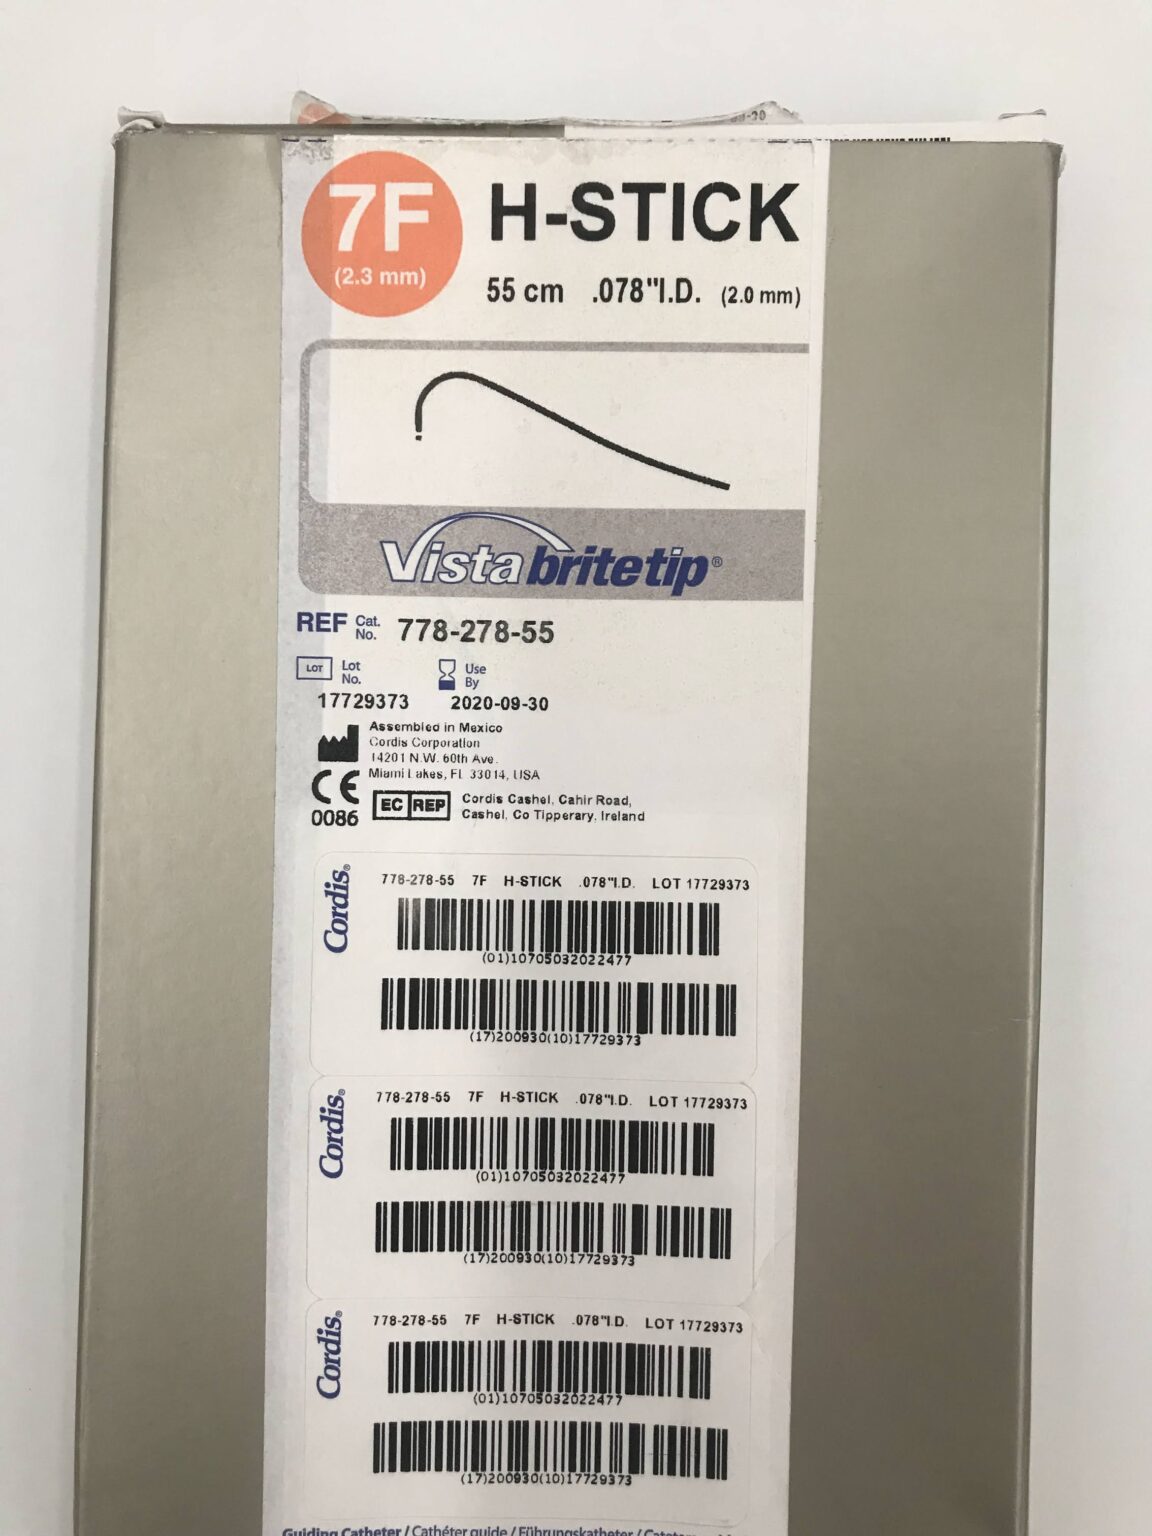 09-30
7F
(2.3 mm)
H-STICK
55 cm .078"I.D. (2.0 mm)
Vista britetip®
REF Cat. No. 778-278-55
LOT Lot No. Use By
17729373 2020-09-30
Assembled in Mexico
Cordis Corporation
14201 N.W. 60th Ave.
Miami Lakes, FL 33014, USA
CE
0086
EC REP
Cordis Cashel, Cahir Road,
Cashel, Co Tipperary, Ireland
Cordis®
778-278-55 7F H-STICK .078"I.D. LOT 17729373
(01)10705032022477
(17)200930(10)17729373
Cordis®
778-278-55 7F H-STICK .078"I.D. LOT 17729373
(01)10705032022477
(17)200930(10)17729373
Cordis®
778-278-55 7F H-STICK .078"I.D. LOT 17729373
(01)10705032022477
(17)200930(10)17729373
Guiding Catheter / Cathéter guide / Führungskatheter /